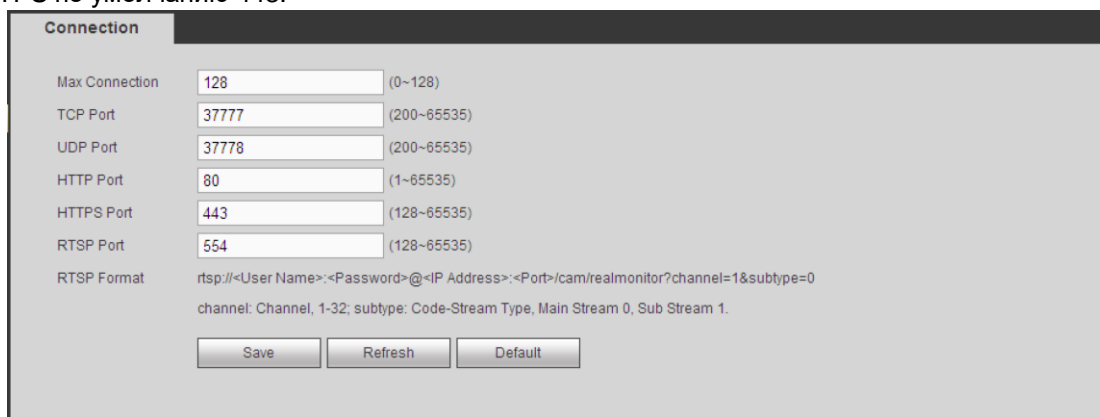 по умолчанию
Connection
Max Connection 128 (0~128)
TCP Port 37777 (200~65535)
UDP Port 37778 (200~65535)
HTTP Port 80 (1~65535)
HTTPS Port 443 (128~65535)
RTSP Port 554 (128~65535)
RTSP Format rtsp://<User Name>:<Password>@<IP Address>:<Port>/cam/realmonitor?channel=1&subtype=0
channel: Channel, 1-32; subtype: Code-Stream Type, Main Stream 0, Sub Stream 1.
Save Refresh Default